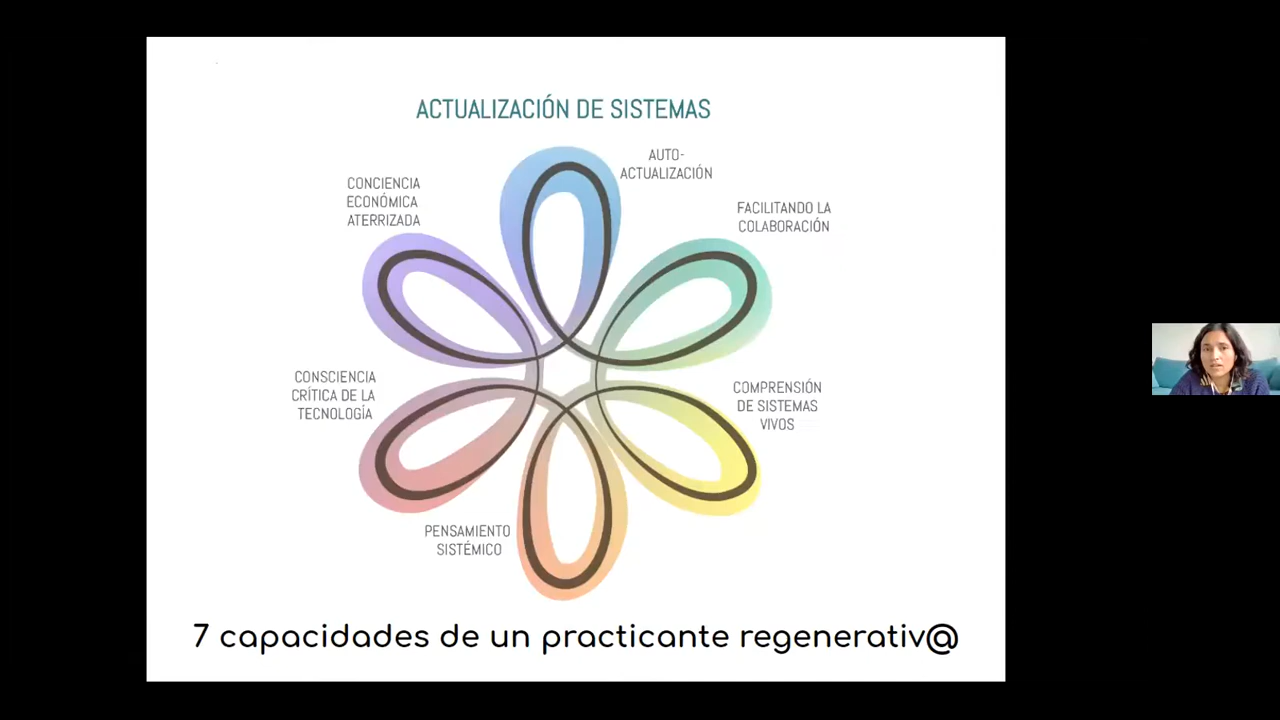 ACTUALIZACIÓN DE SISTEMAS
AUTO-
ACTUALIZACIÓN
CONCIENCIA
ECONÓMICA
ATERRIZADA
FACILITANDO LA
COLABORACIÓN
CONSCIENCIA
CRÍTICA DE LA
TECNOLOGÍA
COMPRENSIÓN
DE SISTEMAS
VIVOS
PENSAMIENTO
SISTÉMICO
7 capacidades de un practicante regenerativ@